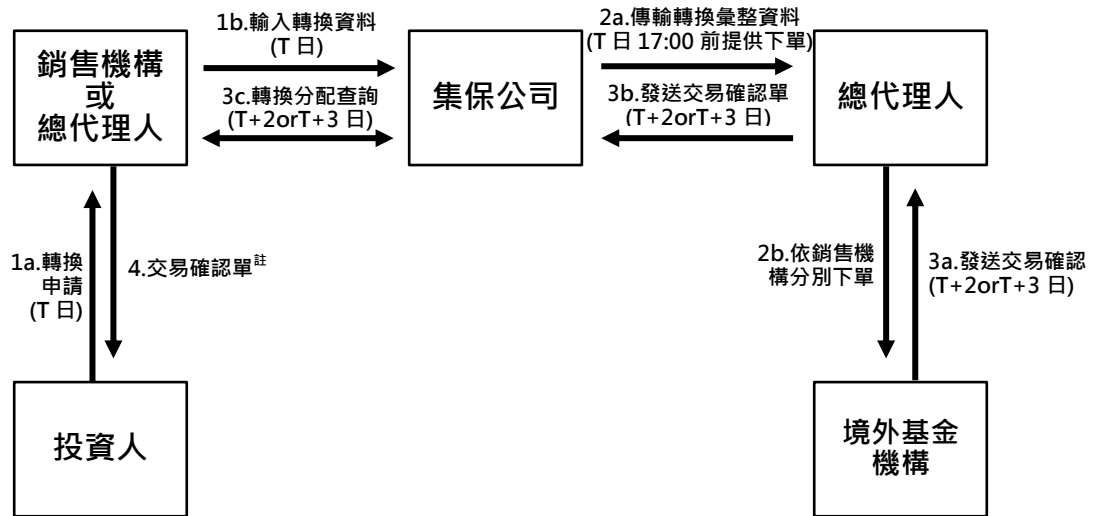 1b.輸入轉換資料
(T 日)
2a.傳輸轉換彙整資料
(T 日 17:00 前提供下單)
銷售機構
或
總代理人
集保公司
總代理人
3c.轉換分配查詢
(T+2orT+3 日)
3b.發送交易確認單
(T+2orT+3 日)
1a.轉換
申請
(T 日)
4.交易確認單註
2b.依銷售機
構分別下單
3a.發送交易確認
(T+2orT+3 日)
投資人
境外基金
機構